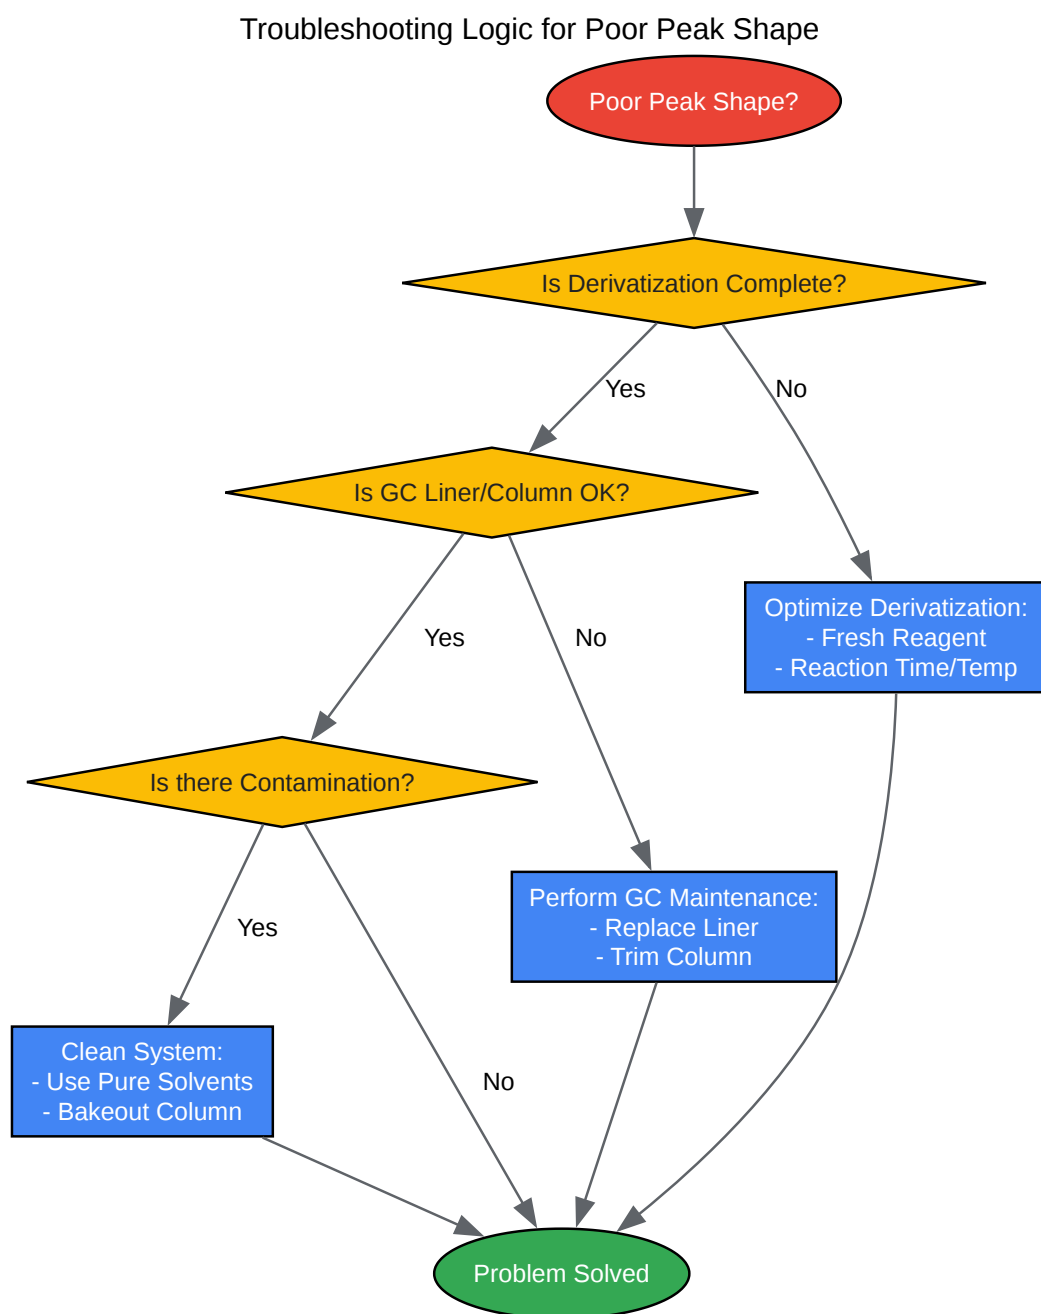 Troubleshooting Logic for Poor Peak Shape
Poor Peak Shape?
Is Derivatization Complete?
Yes
No
Is GC Liner/Column OK?
Optimize Derivatization:
- Fresh Reagent
- Reaction Time/Temp
Yes
No
Is there Contamination?
Perform GC Maintenance:
- Replace Liner
- Trim Column
Yes
Clean System:
- Use Pure Solvents
- Bakeout Column
No
Problem Solved